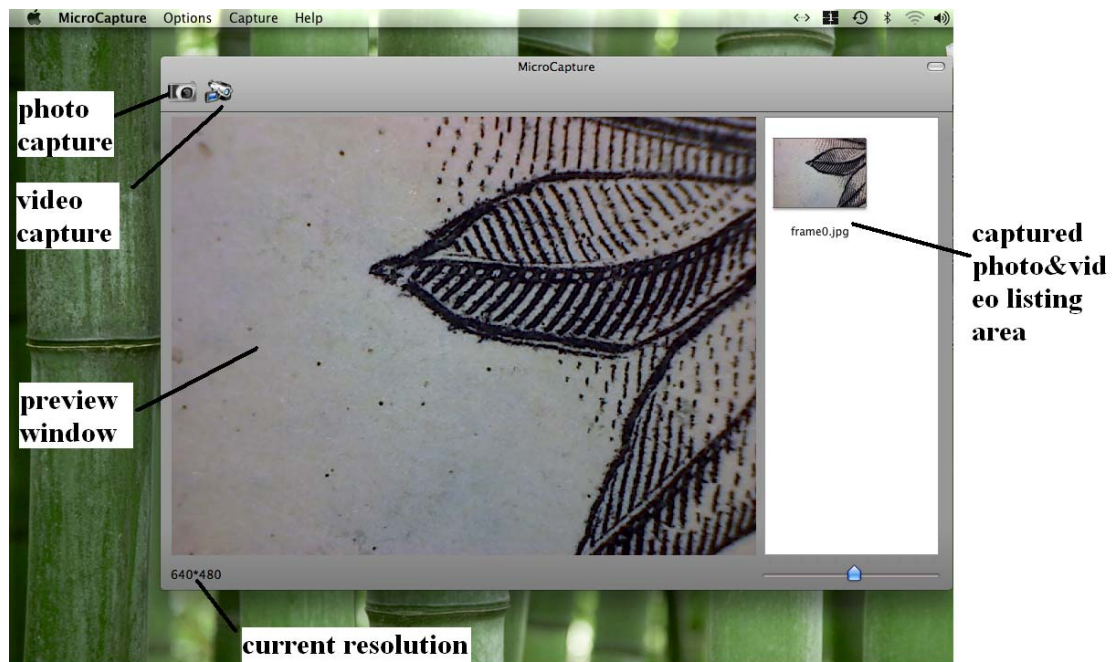 MicroCapture Options Capture Help
MicroCapture
photo
capture
video
capture
frame0.jpg
captured
photo&vid
eo listing
area
preview
window
640*480
current resolution